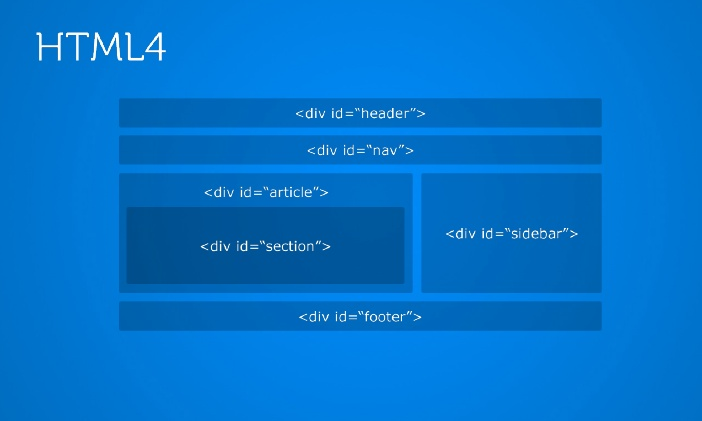 HTML4
<div id="header">
<div id="nav">
<div id="article">
<div id="section">
<div id="sidebar">
<div id="footer">